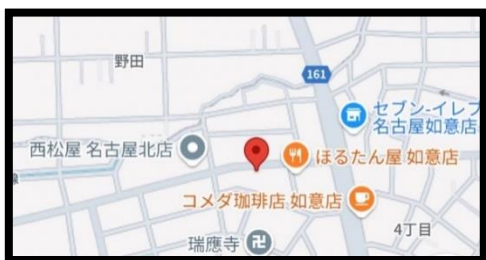 野田
161
セブン-イレブ
名古屋如意店
西松屋 名古屋北店
ほるたん屋 如意店
コメダ珈琲店 如意店
4丁目
瑞應寺